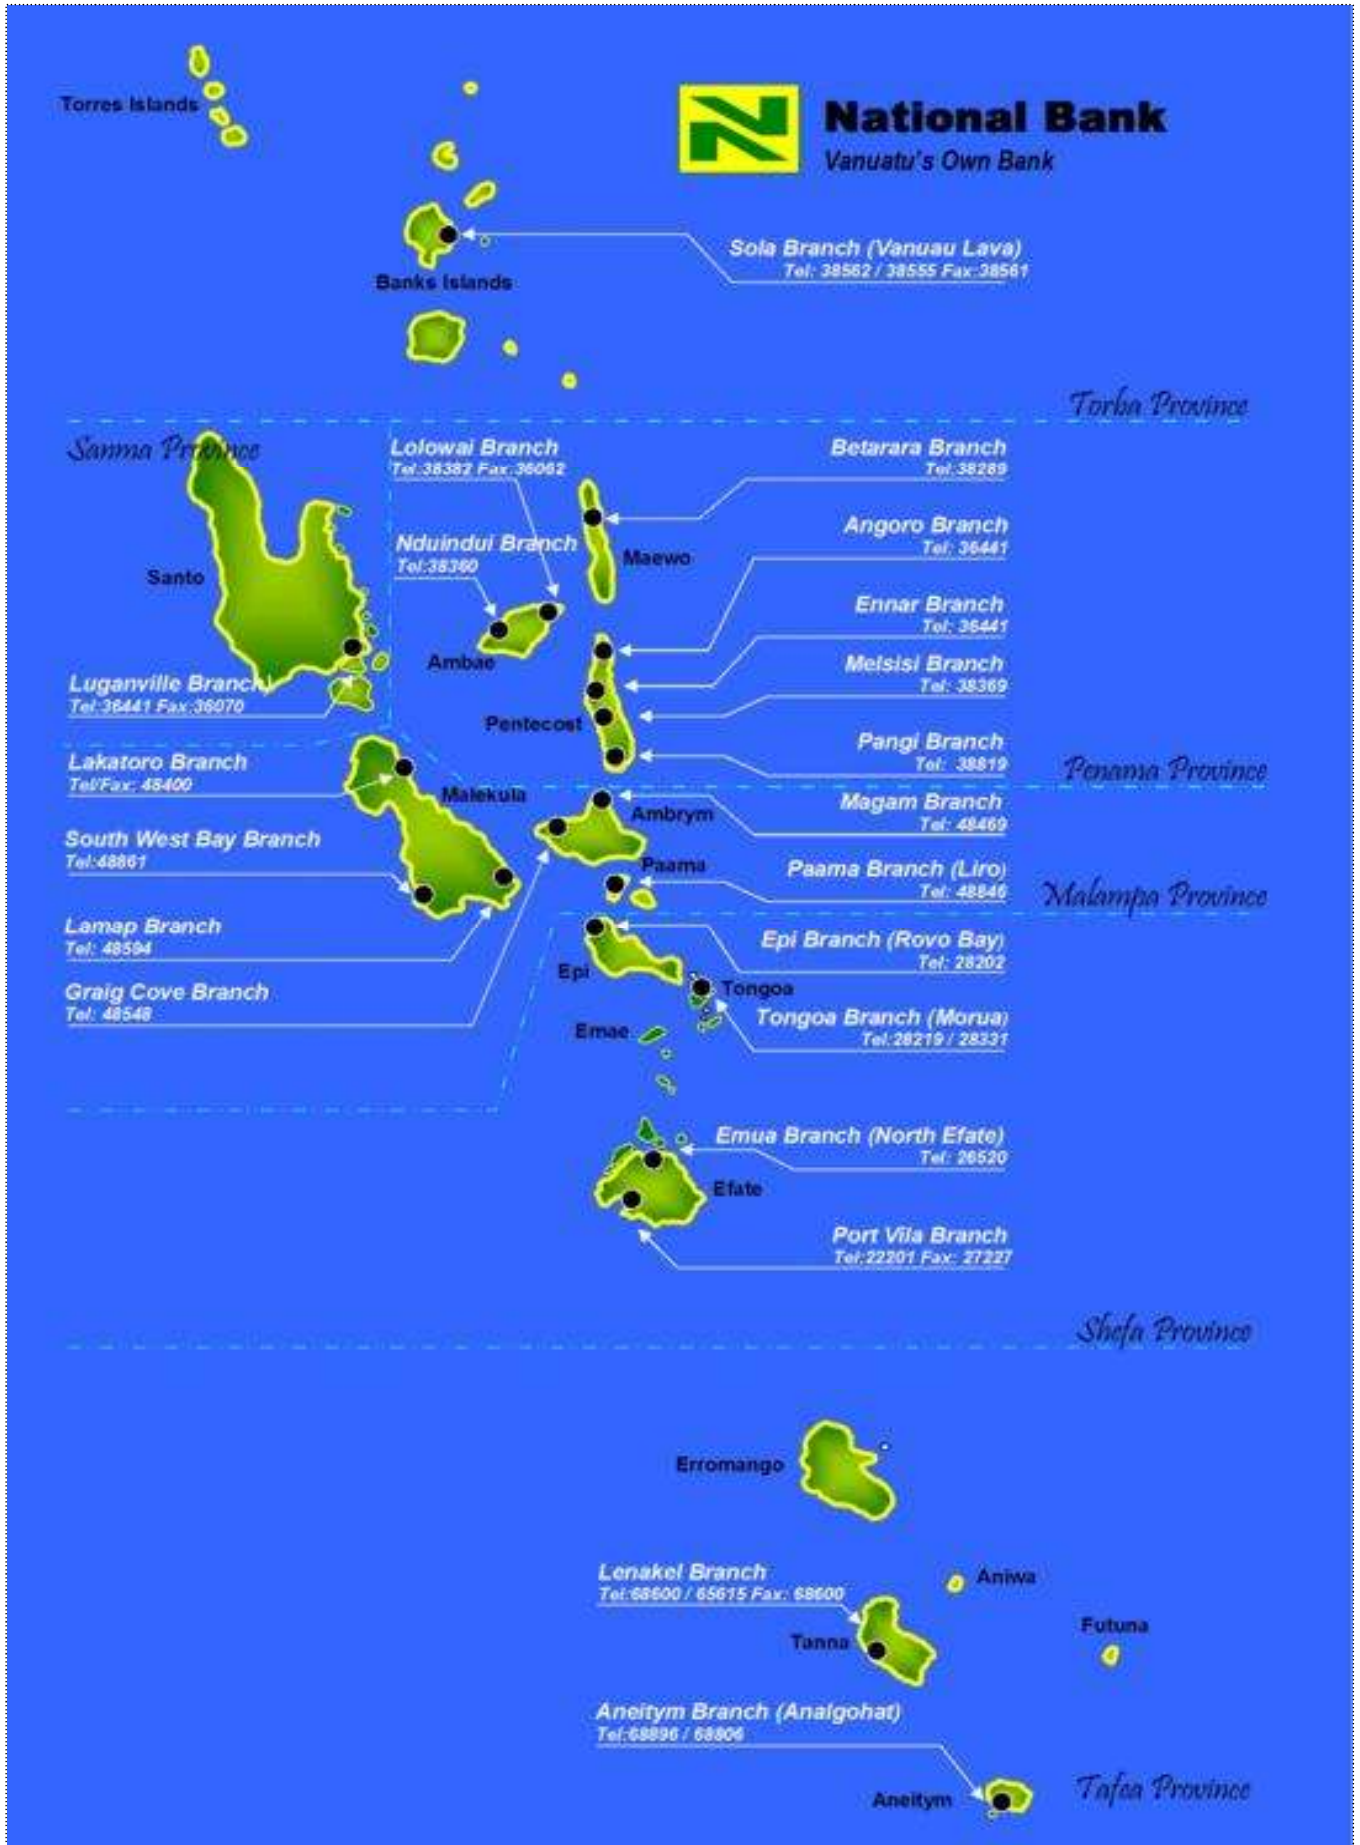 Torres Islands
National Bank
Vanuatu's Own Bank
Sola Branch (Vanuau Lava)
Tel: 38562 / 38555 Fax:38561
Banks Islands
Torba Province
Sanma Province
Lolowai Branch
Tel:38382 Fax:36062
Betarara Branch
Tel:38289
Nduindui Branch
Tel:38360
Angoro Branch
Tel: 36441
Maewo
Santo
Ennar Branch
Tel: 36441
Ambae
Melsisi Branch
Tel: 38369
Luganville Branch
Tel:36441 Fax:36070
Pentecost
Pangi Branch
Tel: 38819
Penama Province
Lakatoro Branch
Tel/Fax: 48400
Malekula
Ambrym
Magam Branch
Tel: 48469
South West Bay Branch
Tel:48861
Paama
Paama Branch (Liro)
Tel: 48846
Malampa Province
Lamap Branch
Tel: 48594
Epi Branch (Rovo Bay)
Tel: 28202
Epi
Graig Cove Branch
Tel: 48548
Tongoa
Tongoa Branch (Morua)
Tel:28219 / 28331
Emae
Emua Branch (North Efate)
Tel: 26520
Efate
Port Vila Branch
Tel:22201 Fax: 27227
Shefa Province
Erromango
Lenakel Branch
Tel:68600 / 65615 Fax: 68600
Aniwa
Futuna
Tanna
Aneitym Branch (Analgohat)
Tel:68896 / 68806
Aneitym
Tafea Province